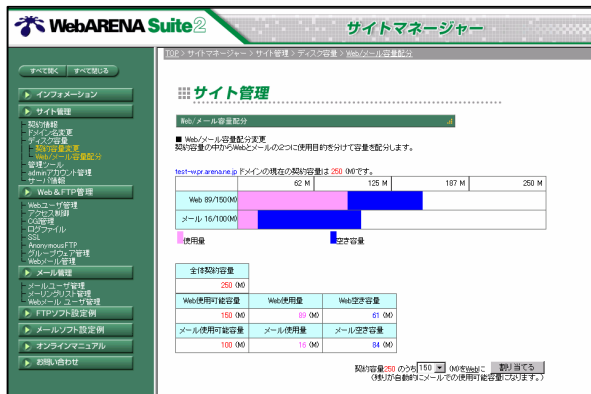 WebARENA Suite2
サイトマネージャー
TOP> サイトマネージャー > サイト管理 > ディスク容量 > Web/メール容量配分
すべて開く すべて閉じる
インフォメーション
サイト管理
契約情報
ドメイン名変更
ディスク容量
契約容量変更
Web/メール容量配分
管理ツール
adminアカウント管理
サーバ情報
Web&FTP管理
Webユーザ管理
アクセス制御
CGI管理
ログファイル
SSL
AnonymousFTP
グループウェア管理
Webメール管理
メール管理
メールユーザ管理
メーリングリスト管理
Webメールユーザ管理
FTPソフト設定例
メールソフト設定例
オンラインマニュアル
お問い合わせ
サイト管理
Web/メール容量配分
■ Web/メール容量配分変更
契約容量の中からWebとメールの2つに使用目的を分けて容量を配分します。
test-wpr.arena.ne.jp ドメインの現在の契約容量は 250 (M)です。
62 M 125 M 187 M 250 M
Web 89/150(M)
メール 16/100(M)
使用量 空き容量
全体契約容量
250 (M)
Web使用可能容量 Web使用量 Web空き容量
150 (M) 89 (M) 61 (M)
メール使用可能容量 メール使用量 メール空き容量
100 (M) 16 (M) 84 (M)
契約容量250 のうち 150 (M)をWebに 割り当てる
(残りが自動的にメールでの使用可能容量になります。)